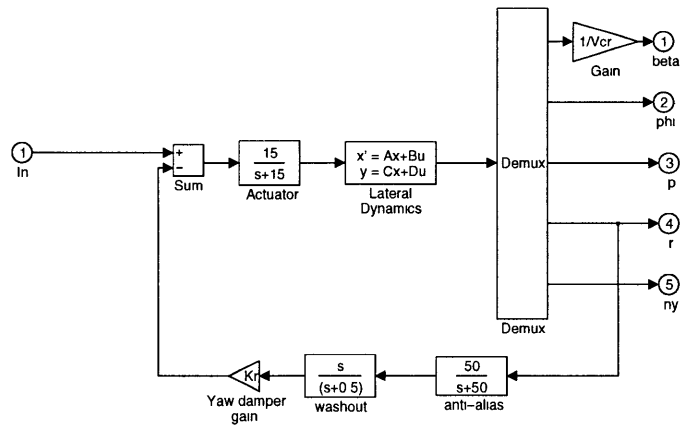 1
In
+
−
Sum
15
s+15
Actuator
x' = Ax+Bu
y = Cx+Du
Lateral
Dynamics
Demux
Demux
1/Vcr
Gain
1
beta
2
phi
3
p
4
r
5
ny
Kr
Yaw damper
gain
s
(s+0 5)
washout
50
s+50
anti−alias